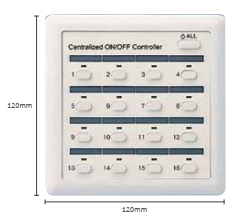 ⏻ ALL
Centralized ON/OFF Controller
1 2 3 4
5 6 7 8
9 10 11 12
13 14 15 16
120mm
120mm